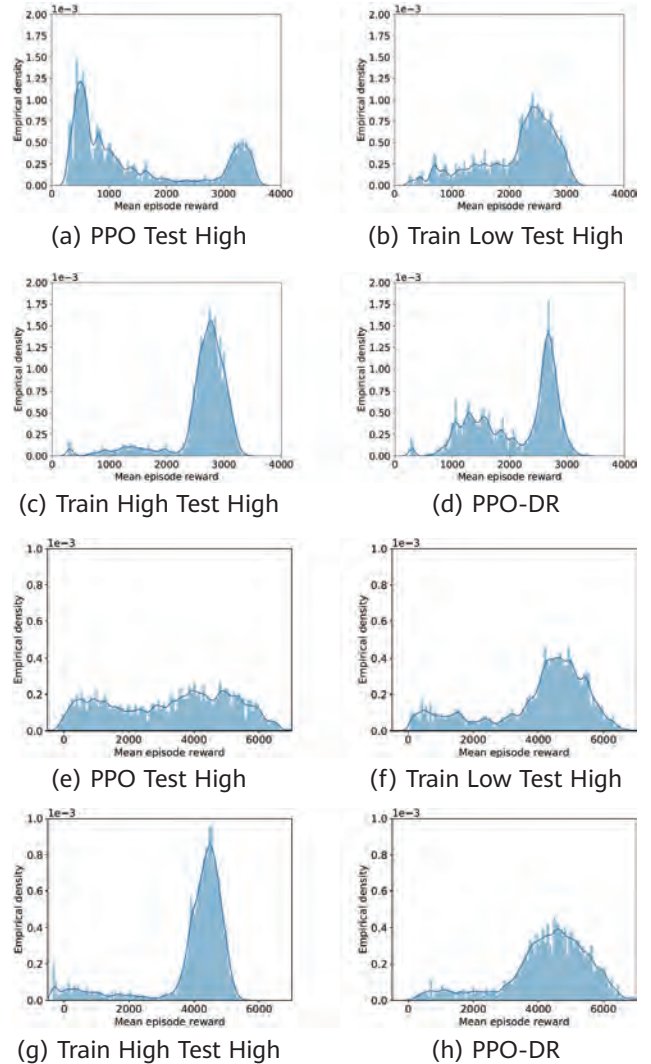 1e−3
2.00
1.75
1.50
1.25
1.00
0.75
0.50
0.25
0.00
Empirical density
0 1000 2000 3000 4000
Mean episode reward
(a) PPO Test High
1e−3
2.00
1.75
1.50
1.25
1.00
0.75
0.50
0.25
0.00
Empirical density
0 1000 2000 3000 4000
Mean episode reward
(b) Train Low Test High
1e−3
2.00
1.75
1.50
1.25
1.00
0.75
0.50
0.25
0.00
Empirical density
0 1000 2000 3000 4000
Mean episode reward
(c) Train High Test High
1e−3
2.00
1.75
1.50
1.25
1.00
0.75
0.50
0.25
0.00
Empirical density
0 1000 2000 3000 4000
Mean episode reward
(d) PPO-DR
1e−3
1.0
0.8
0.6
0.4
0.2
0.0
Empirical density
0 2000 4000 6000
Mean episode reward
(e) PPO Test High
1e−3
1.0
0.8
0.6
0.4
0.2
0.0
Empirical density
0 2000 4000 6000
Mean episode reward
(f) Train Low Test High
1e−3
1.0
0.8
0.6
0.4
0.2
0.0
Empirical density
0 2000 4000 6000
Mean episode reward
(g) Train High Test High
1e−3
1.0
0.8
0.6
0.4
0.2
0.0
Empirical density
0 2000 4000 6000
Mean episode reward
(h) PPO-DR